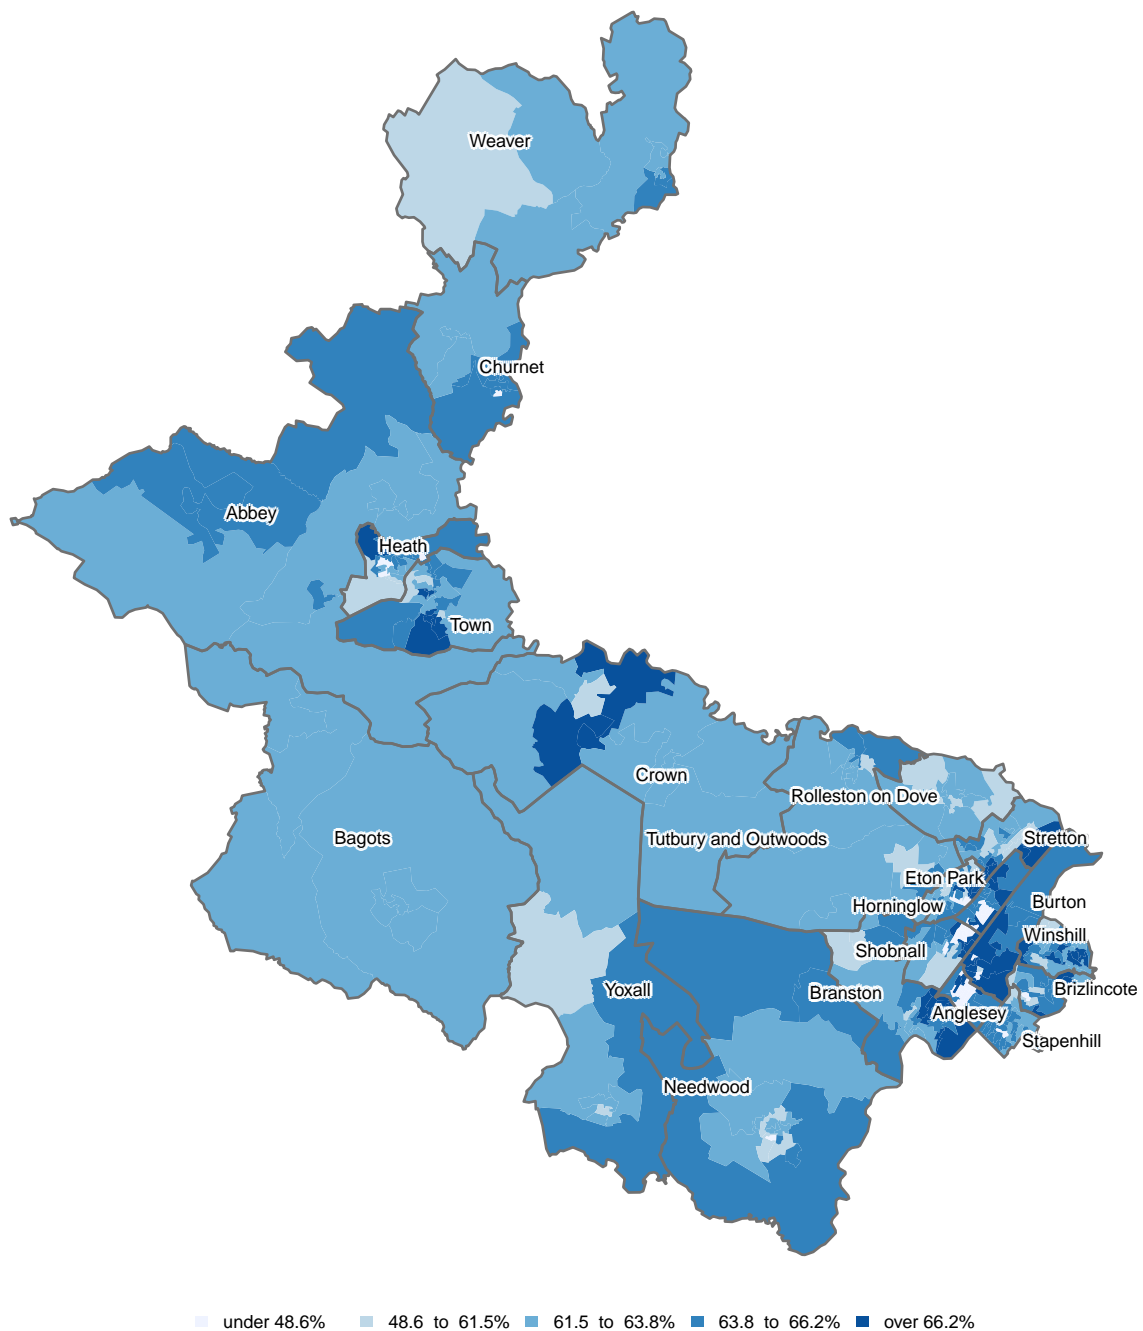 Weaver
Churnet
Abbey
Heath
Town
Crown
Rolleston on Dove
Bagots
Tutbury and Outwoods
Stretton
Eton Park
Horninglow
Burton
Winshill
Shobnall
Yoxall
Branston
Brizlincote
Anglesey
Stapenhill
Needwood
under 48.6% 48.6 to 61.5% 61.5 to 63.8% 63.8 to 66.2% over 66.2%